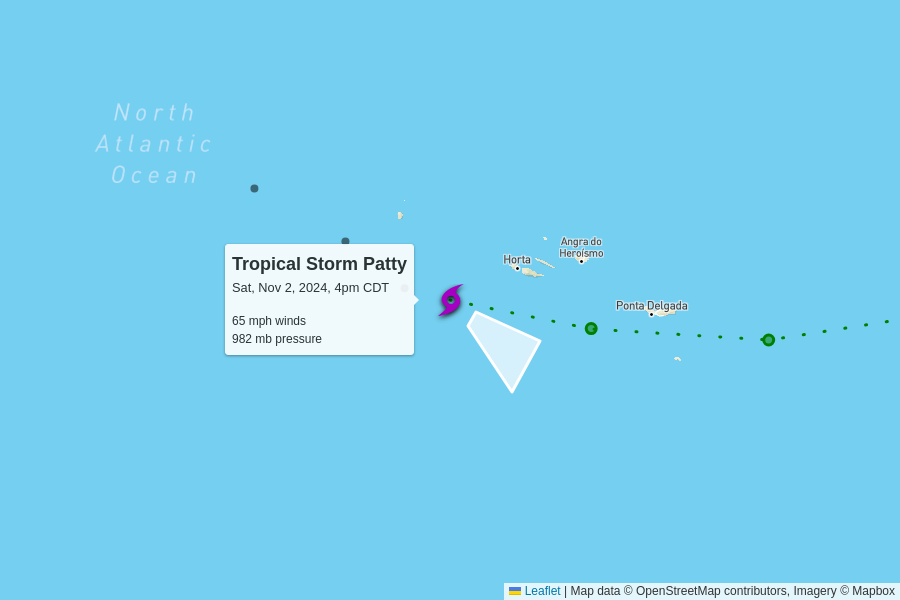 North
Atlantic
Ocean
Angra do
Heroísmo
Tropical Storm Patty
Horta
Sat, Nov 2, 2024, 4pm CDT
Ponta Delgada
65 mph winds
982 mb pressure
Leaflet | Map data © OpenStreetMap contributors, Imagery © Mapbox